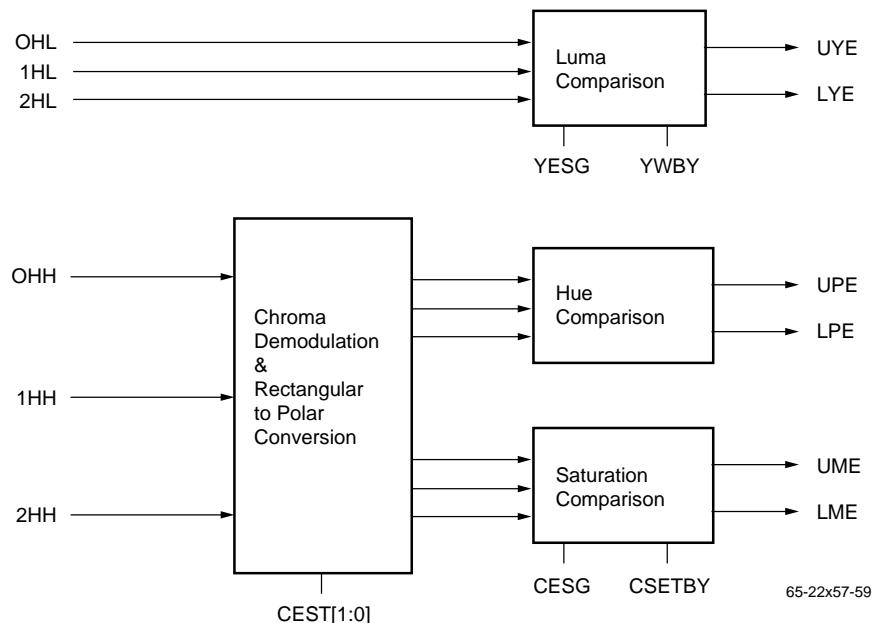 OHL
1HL
2HL
Luma
Comparison
UYE
LYE
YESG
YWBY
OHH
1HH
2HH
Chroma
Demodulation
&
Rectangular
to Polar
Conversion
CEST[1:0]
Hue
Comparison
UPE
LPE
Saturation
Comparison
UME
LME
CESG
CSETBY
65-22x57-59